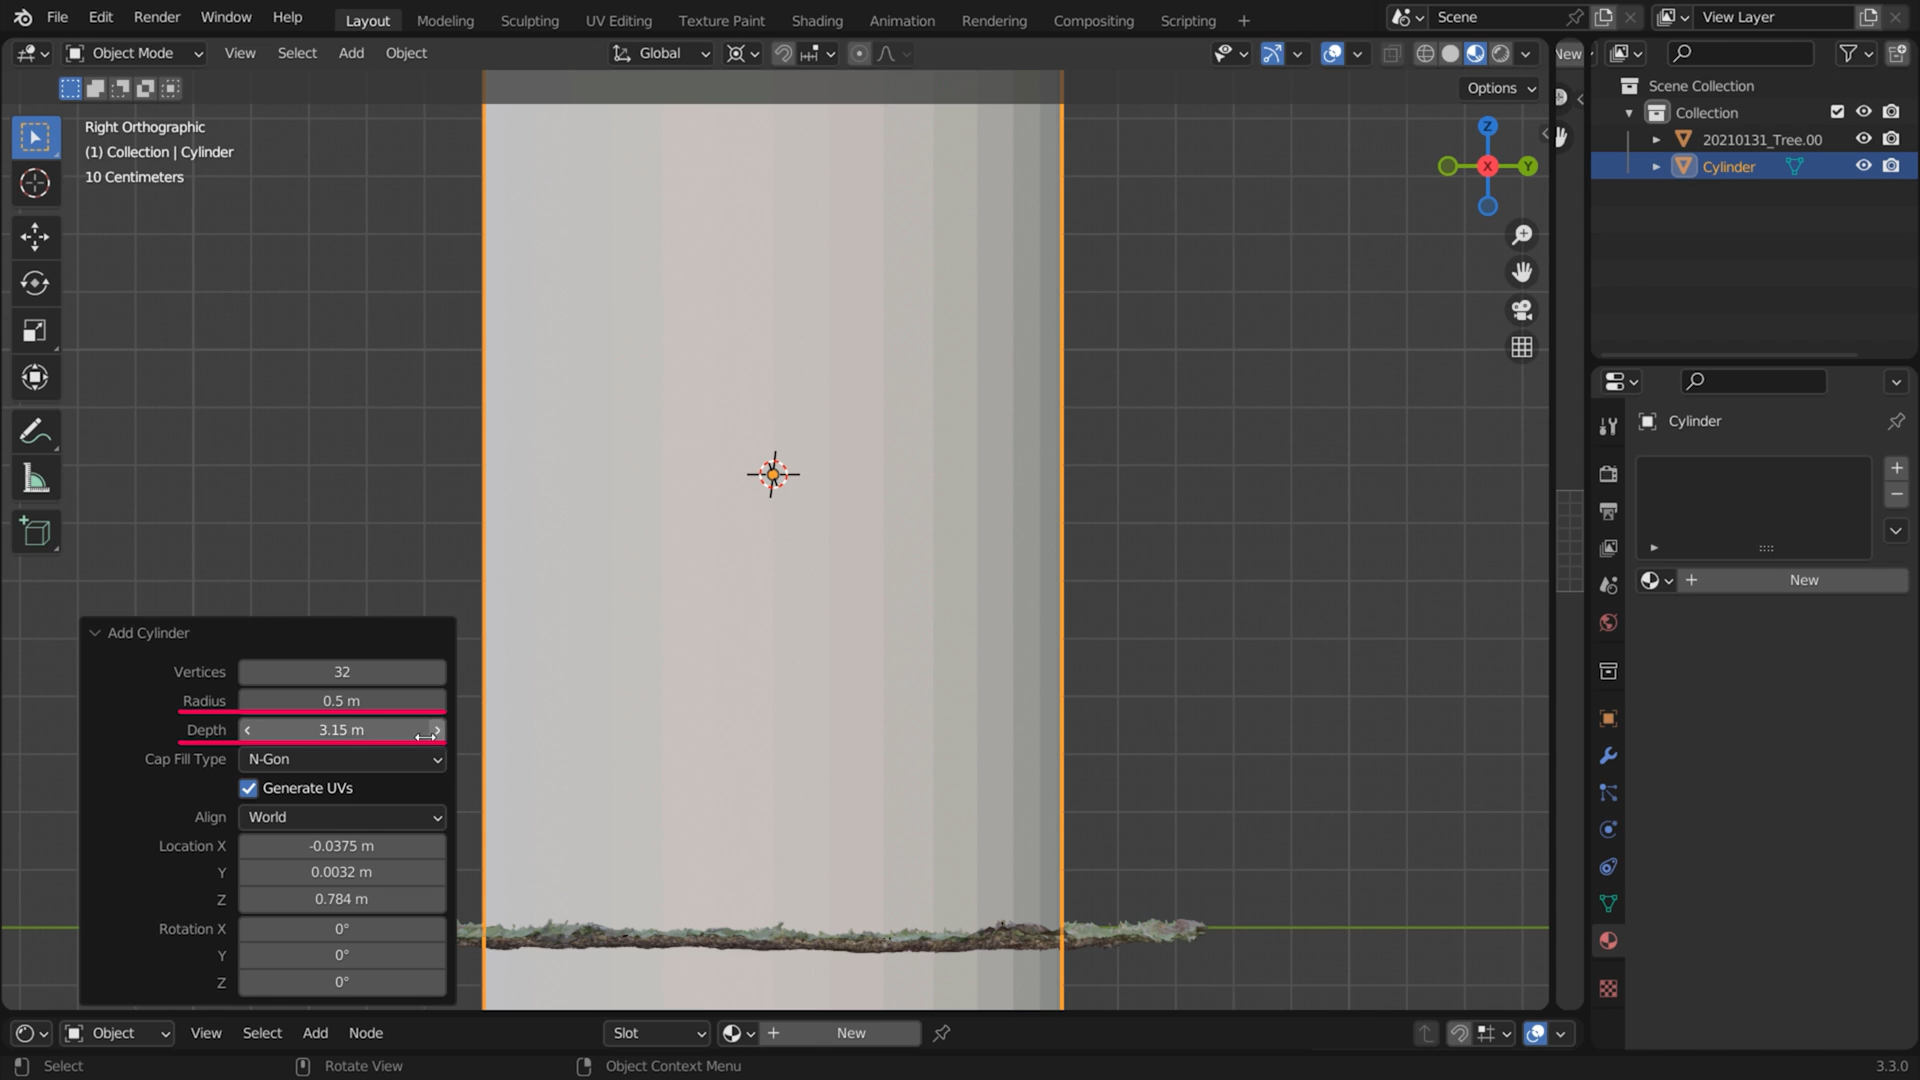 File Edit Render Window Help Layout Modeling Sculpting UV Editing Texture Paint Shading Animation Rendering Compositing Scripting + Scene View Layer
Object Mode View Select Add Object Global New
Options
Right Orthographic
(1) Collection | Cylinder
10 Centimeters
Z
X
Y
Scene Collection
Collection
20210131_Tree.00
Cylinder
Cylinder
+ New
Add Cylinder
Vertices 32
Radius 0.5 m
Depth 3.15 m
Cap Fill Type N-Gon
Generate UVs
Align World
Location X -0.0375 m
Y 0.0032 m
Z 0.784 m
Rotation X 0°
Y 0°
Z 0°
Object View Select Add Node Slot + New
Select Rotate View Object Context Menu 3.3.0